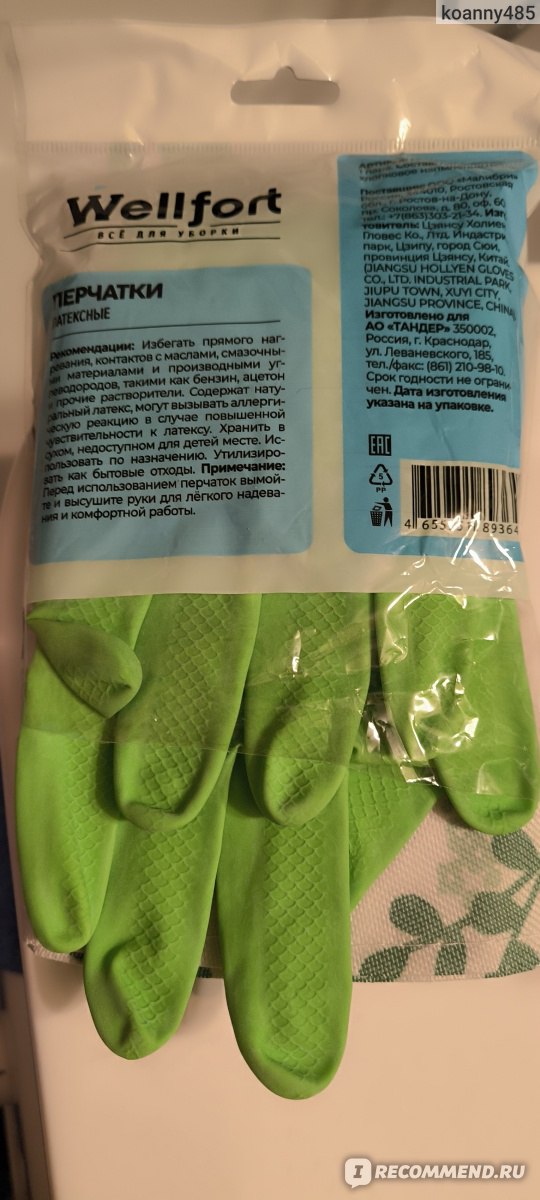 koanny485
Wellfort
ВСЁ ДЛЯ УБОРКИ
ПЕРЧАТКИ
ЛАТЕКСНЫЕ
Рекомендации: Избегать прямого наг-
ревания, контактов с маслами, смазочны-
ми материалами и производными уг-
леводородов, такими как бензин, ацетон
и прочие растворители. Содержат нату-
ральный латекс, могут вызывать аллерги-
ческую реакцию в случае повышенной
чувствительности к латексу. Хранить в
сухом, недоступном для детей месте. Ис-
пользовать по назначению. Утилизиро-
вать как бытовые отходы. Примечание:
Перед использованием перчаток вымой-
те и высушите руки для лёгкого надева-
ния и комфортной работы.
Поставщик: ООО «Малибри»
Ростовская
Ростов-на-Дону,
пр. Соколова, д. 80, оф. 60
тел.: +7(863)303-21-34. Изг
товитель: Цзянсу Холиен
Гловес Ко., Лтд. Индастри
парк, Цзипу, город Сюи,
провинция Цзянсу, Китай
(JIANGSU HOLLYEN GLOVES
CO., LTD. INDUSTRIAL PARK,
JIUPU TOWN, XUYI CITY,
JIANGSU PROVINCE, CHINA)
Изготовлено для
АО «ТАНДЕР» 350002,
Россия, г. Краснодар,
ул. Леваневского, 185,
тел./факс: (861) 210-98-10.
Срок годности не ограни
чен. Дата изготовления
указана на упаковке.
EAC
5
PP
IRECOMMEND.RU